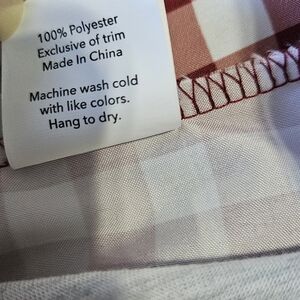 100% Polyester
Exclusive of trim
Made In China
Machine wash cold
with like colors.
Hang to dry.